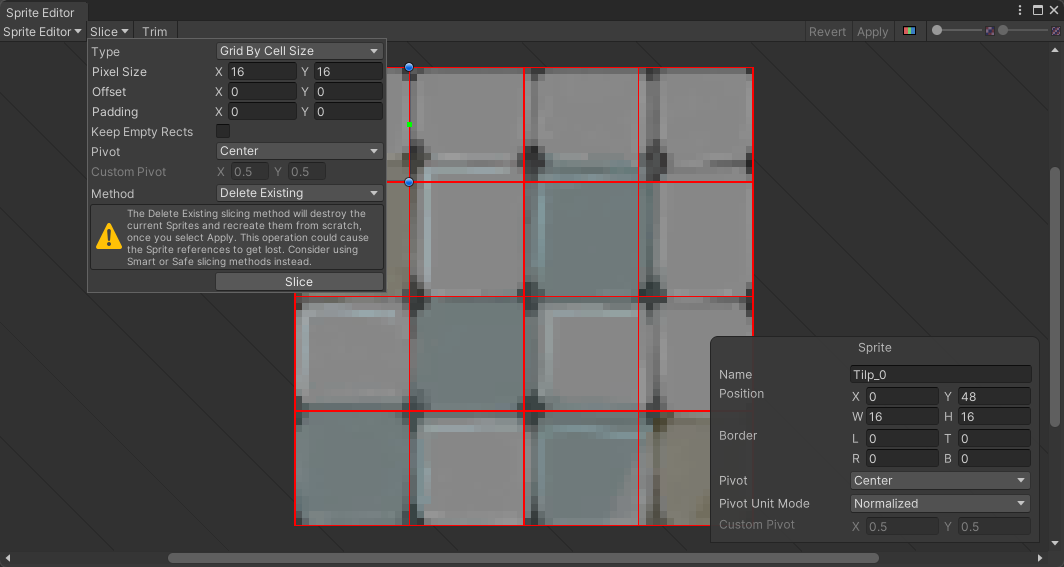 Sprite Editor
Sprite Editor Slice Trim Revert Apply
Type Grid By Cell Size
Pixel Size X 16 Y 16
Offset X 0 Y 0
Padding X 0 Y 0
Keep Empty Rects
Pivot Center
Custom Pivot X 0.5 Y 0.5
Method Delete Existing
The Delete Existing slicing method will destroy the
current Sprites and recreate them from scratch,
once you select Apply. This operation could cause
the Sprite references to get lost. Consider using
Smart or Safe slicing methods instead.
Slice
Sprite
Name Tilp_0
Position X 0 Y 48
W 16 H 16
Border L 0 T 0
R 0 B 0
Pivot Center
Pivot Unit Mode Normalized
Custom Pivot X 0.5 Y 0.5